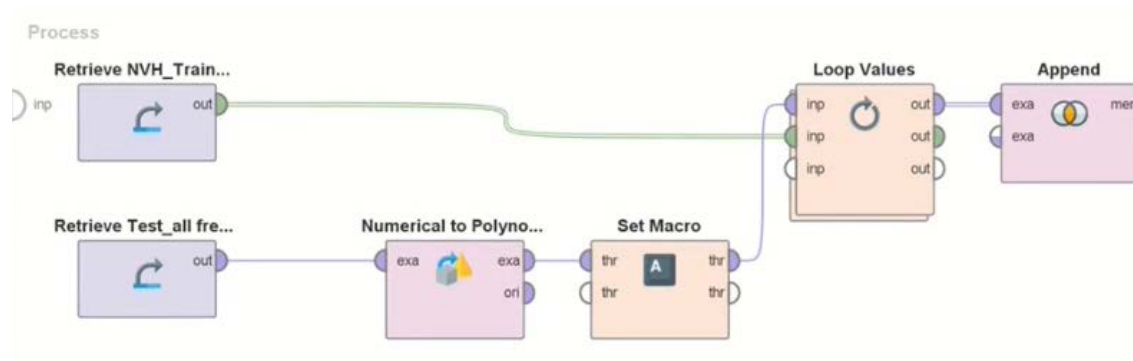 Process
Retrieve NVH_Train...
Loop Values
Append
inp
out
inp
out
exa
mer
inp
out
exa
inp
out
Retrieve Test_all fre...
Numerical to Polyno...
Set Macro
out
exa
exa
thr
A
thr
ori
thr
thr